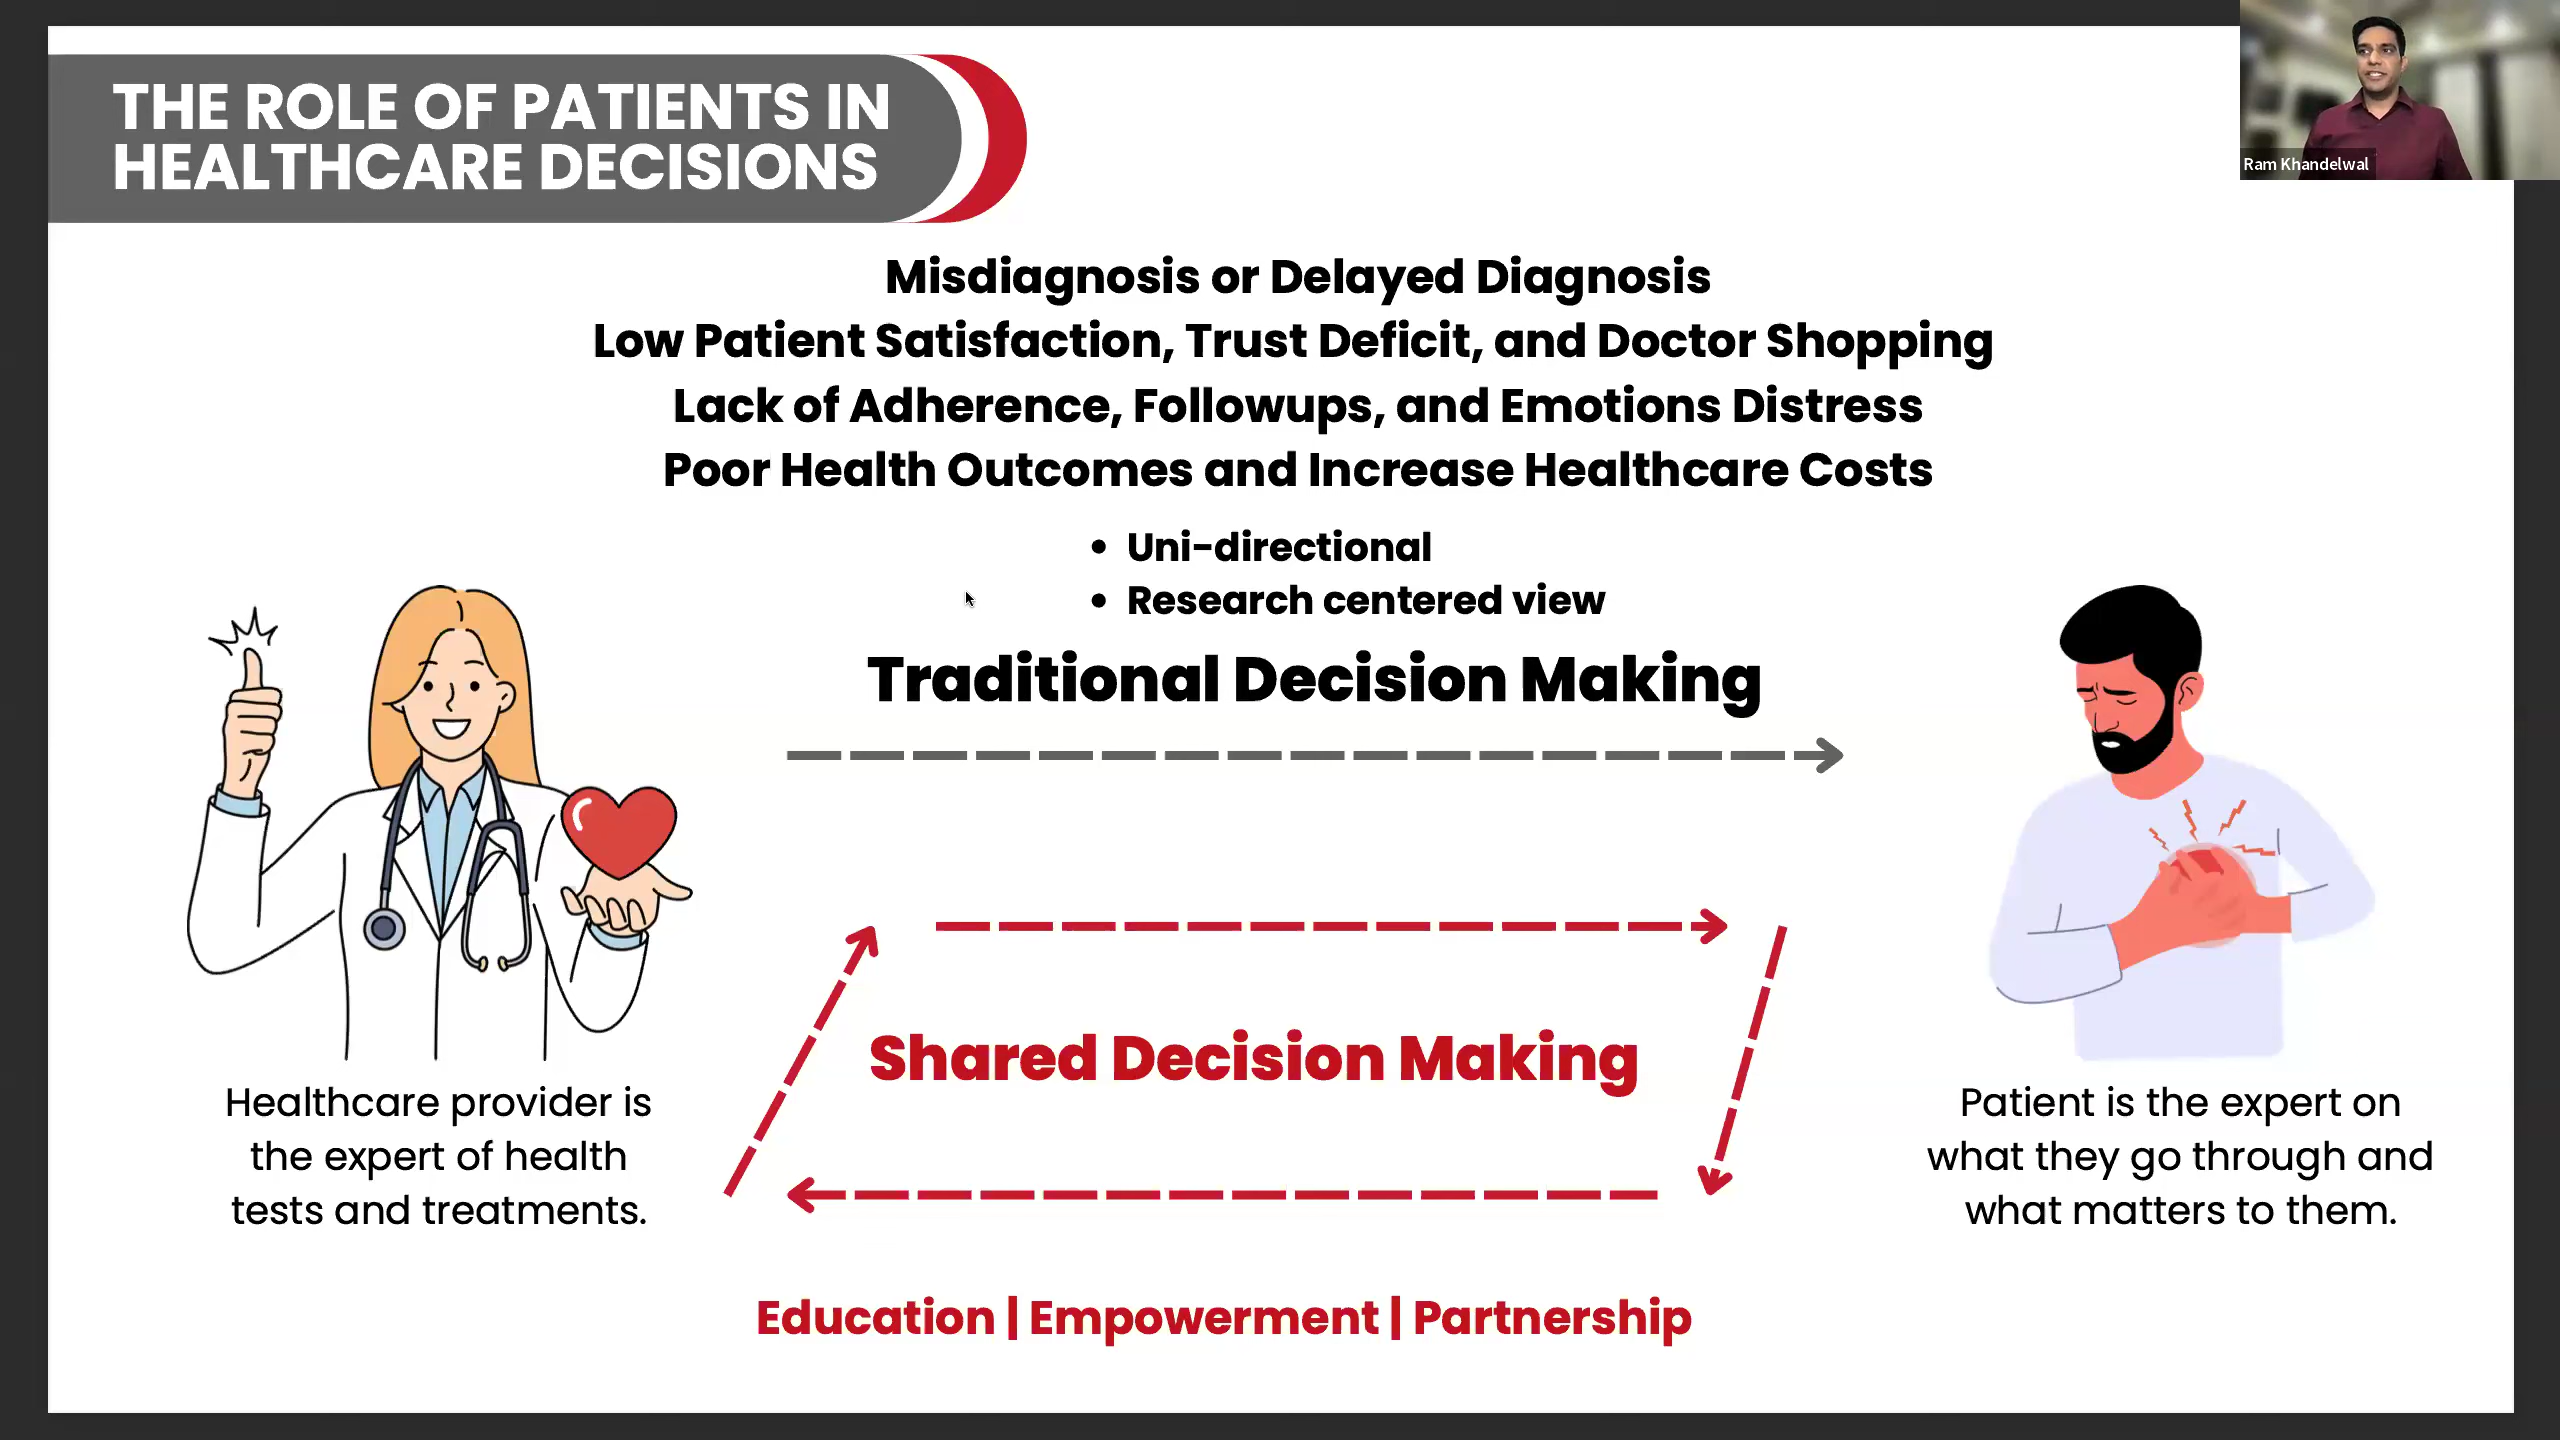 THE ROLE OF PATIENTS IN
HEALTHCARE DECISIONS
Ram Khandelwal
Misdiagnosis or Delayed Diagnosis
Low Patient Satisfaction, Trust Deficit, and Doctor Shopping
Lack of Adherence, Followups, and Emotions Distress
Poor Health Outcomes and Increase Healthcare Costs
• Uni-directional
• Research centered view
Traditional Decision Making
Shared Decision Making
Healthcare provider is
the expert of health
tests and treatments.
Patient is the expert on
what they go through and
what matters to them.
Education | Empowerment | Partnership